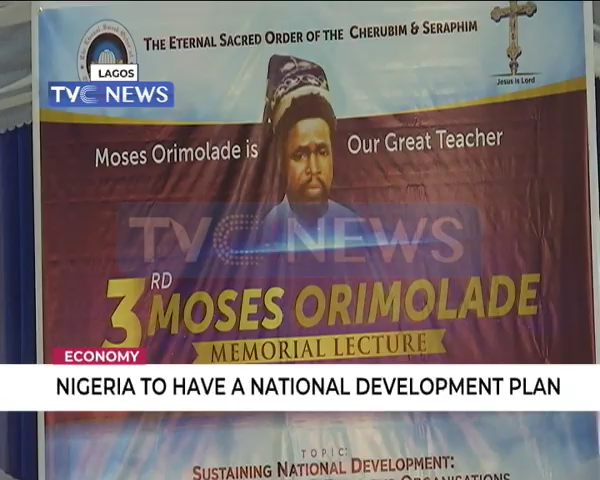 THE ETERNAL SACRED ORDER OF THE CHERUBIM & SERAPHIM
Jesus is Lord
LAGOS
TVC NEWS
Moses Orimolade is
Our Great Teacher
TVC NEWS
3RD MOSES ORIMOLADE
MEMORIAL LECTURE
ECONOMY
NIGERIA TO HAVE A NATIONAL DEVELOPMENT PLAN
TOPIC:
SUSTAINING NATIONAL DEVELOPMENT: